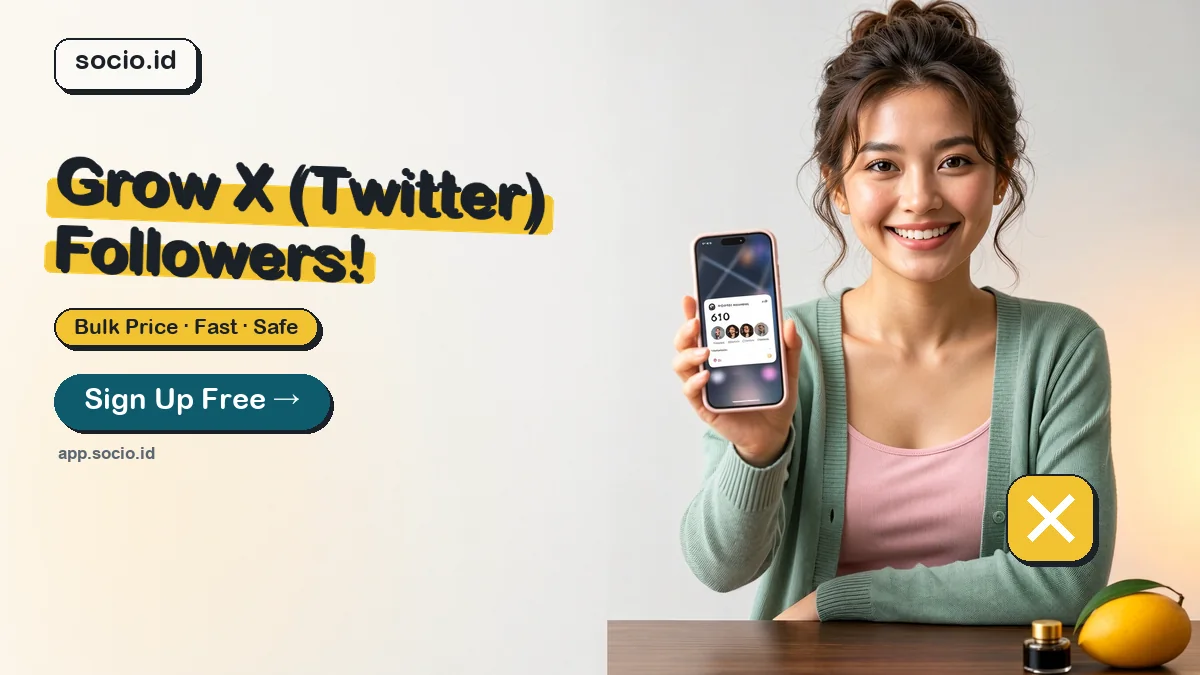 socio.id
Grow X (Twitter)
Followers!
Bulk Price · Fast · Safe
Sign Up Free →
app.socio.id
610